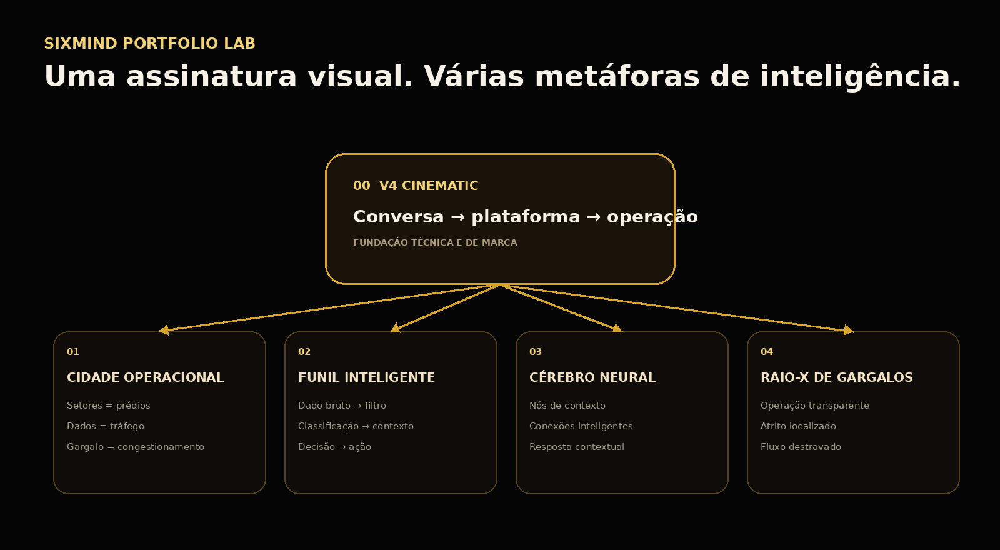 SIXMIND PORTFOLIO LAB
Uma assinatura visual. Várias metáforas de inteligência.
00 V4 CINEMATIC
Conversa → plataforma → operação
FUNDAÇÃO TÉCNICA E DE MARCA
01
CIDADE OPERACIONAL
Setores = prédios
Dados = tráfego
Gargalo = congestionamento
02
FUNIL INTELIGENTE
Dado bruto → filtro
Classificação → contexto
Decisão → ação
03
CÉREBRO NEURAL
Nós de contexto
Conexões inteligentes
Resposta contextual
04
RAIO-X DE GARGALOS
Operação transparente
Atrito localizado
Fluxo destravado